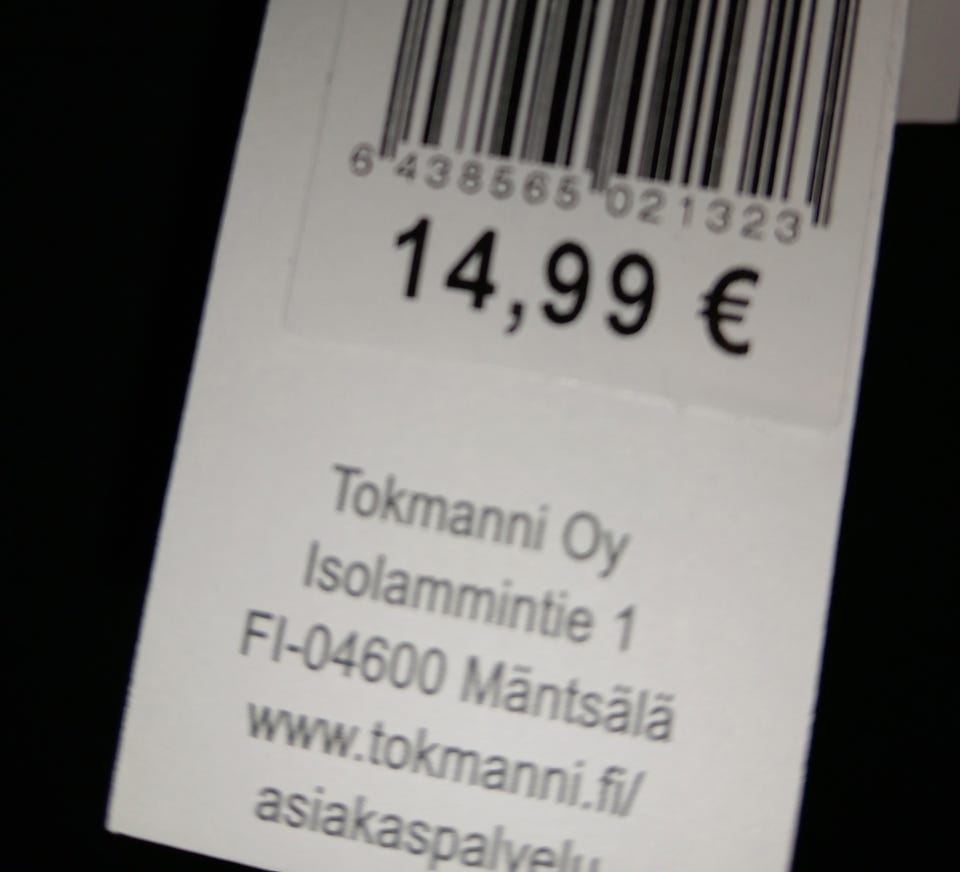 6 438565 021323
14,99 €
Tokmanni Oy
Isolammintie 1
FI-04600 Mäntsälä
www.tokmanni.fi/
asiakaspalvelu